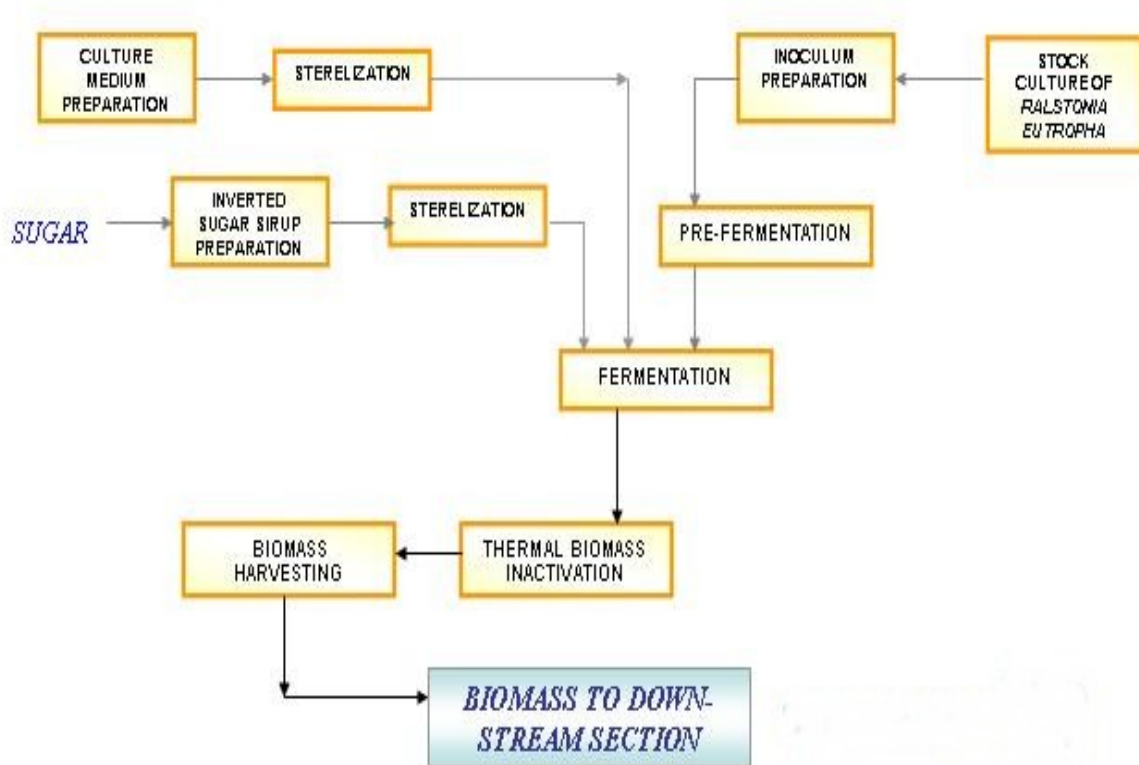 CULTURE
MEDIUM
PREPARATION
STERELIZATION
INOCULUM
PREPARATION
STOCK
CULTURE OF
RALSTONIA
EUTROPHA
SUGAR
INVERTED
SUGAR SIRUP
PREPARATION
STERELIZATION
PRE-FERMENTATION
FERMENTATION
BIOMASS
HARVESTING
THERMAL BIOMASS
INACTIVATION
BIOMASS TO DOWN-
STREAM SECTION